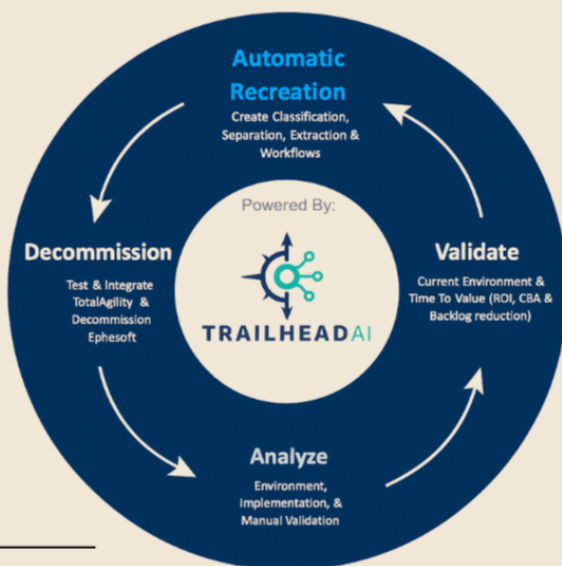 Automatic
Recreation
Create Classification,
Separation, Extraction &
Workflows
Powered By:
TRAILHEADAI
Decommission
Test & Integrate
TotalAgility &
Decommission
Ephesoft
Validate
Current Environment &
Time To Value (ROI, CBA &
Backlog reduction)
Analyze
Environment,
Implementation, &
Manual Validation